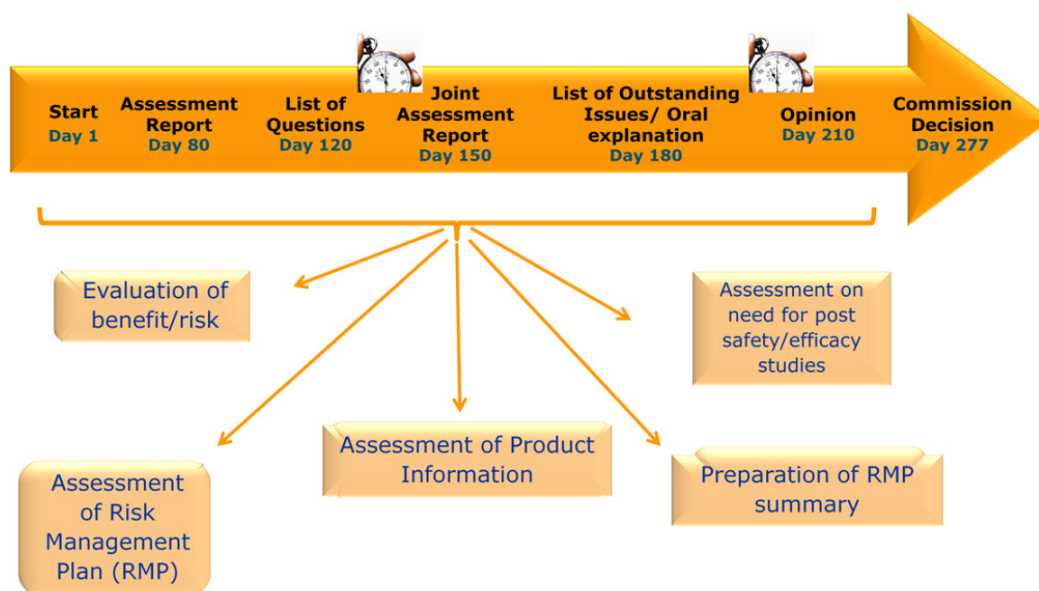 Start
Day 1
Assessment
Report
Day 80
List of
Questions
Day 120
Joint
Assessment
Report
Day 150
List of Outstanding
Issues/ Oral
explanation
Day 180
Opinion
Day 210
Commission
Decision
Day 277
Evaluation of
benefit/risk
Assessment on
need for post
safety/efficacy
studies
Assessment
of Risk
Management
Plan (RMP)
Assessment of Product
Information
Preparation of RMP
summary